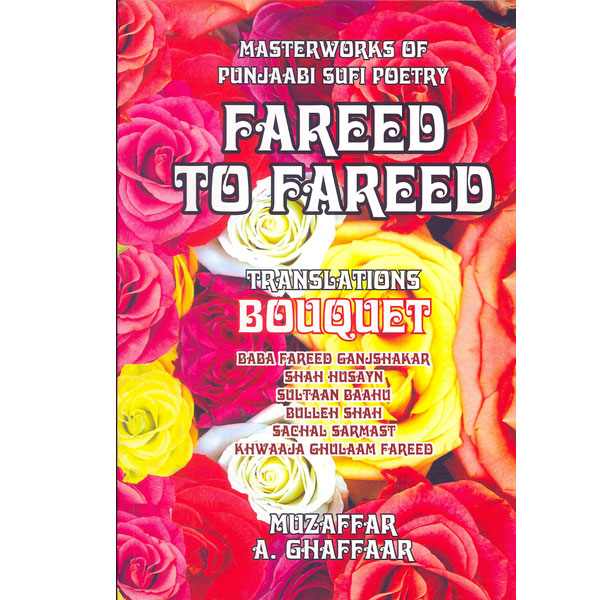 MASTERWORKS OF
PUNJAABI SUFI POETRY
FAREED
TO FAREED
TRANSLATIONS
BOUQUET
BABA FAREED GANJSHAKAR
SHAH HUSAYN
SULTAAN BAAHU
BULLEH SHAH
SACHAL SARMAST
KHWAAJA GHULAAM FAREED
MUZAFFAR
A. GHAFFAAR